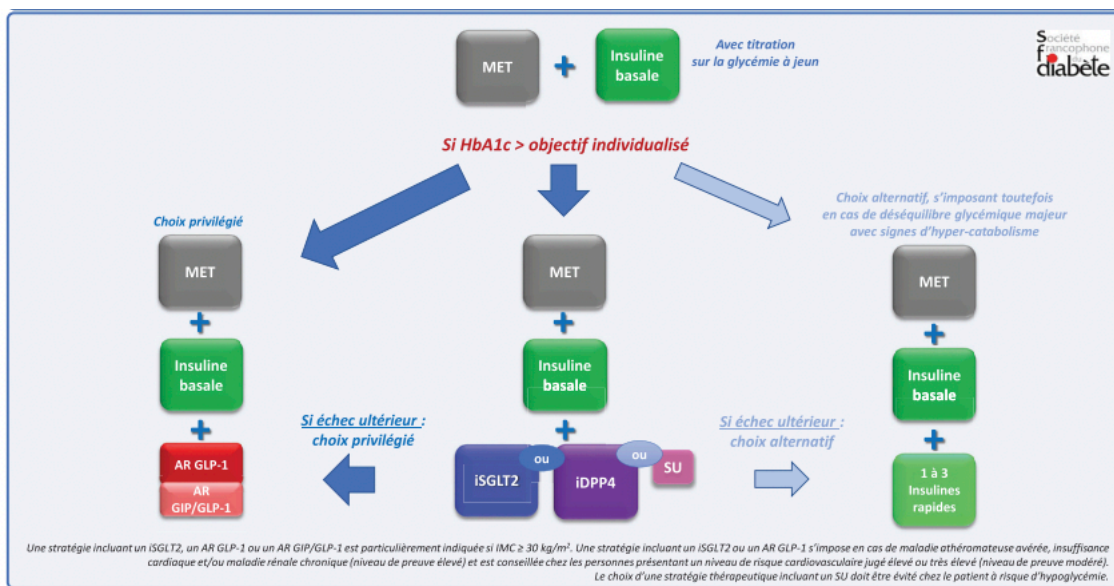 MET
+
Insuline
basale
Avec titration
sur la glycémie à jeun
Société
francophone
du
diabète
Si HbA1c > objectif individualisé
Choix privilégié
Choix alternatif, s'imposant toutefois
en cas de déséquilibre glycémique majeur
avec signes d'hyper-catabolisme
MET
+
Insuline
basale
+
AR GLP-1
AR
GIP/GLP-1
Si échec ultérieur :
choix privilégié
MET
+
Insuline
basale
+
iSGLT2
ou
iDPP4
ou
SU
Si échec ultérieur :
choix alternatif
MET
+
Insuline
basale
+
1 à 3
Insulines
rapides
Une stratégie incluant un iSGLT2, un AR GLP-1 ou un AR GIP/GLP-1 est particulièrement indiquée si IMC ≥ 30 kg/m². Une stratégie incluant un iSGLT2 ou un AR GLP-1 s'impose en cas de maladie athéromateuse avérée, insuffisance
cardiaque et/ou maladie rénale chronique (niveau de preuve élevé) et est conseillée chez les personnes présentant un niveau de risque cardiovasculaire jugé élevé ou très élevé (niveau de preuve modéré).
Le choix d'une stratégie thérapeutique incluant un SU doit être évité chez le patient à risque d'hypoglycémie.